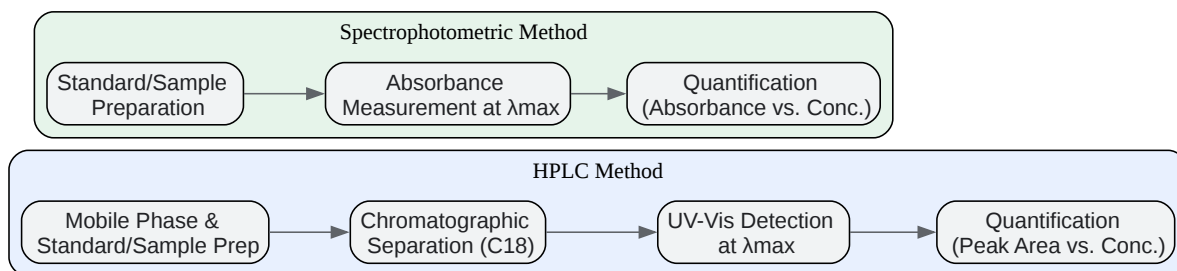 Spectrophotometric Method
Standard/Sample
Preparation
Absorbance
Measurement at λmax
Quantification
(Absorbance vs. Conc.)
HPLC Method
Mobile Phase &
Standard/Sample Prep
Chromatographic
Separation (C18)
UV-Vis Detection
at λmax
Quantification
(Peak Area vs. Conc.)